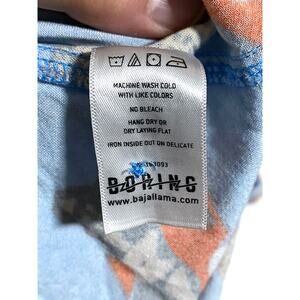 MACHINE WASH COLD
WITH LIKE COLORS
NO BLEACH
HANG DRY OR
DRY LAYING FLAT
IRON INSIDE OUT ON DELICATE
BORING
www.bajallama.com